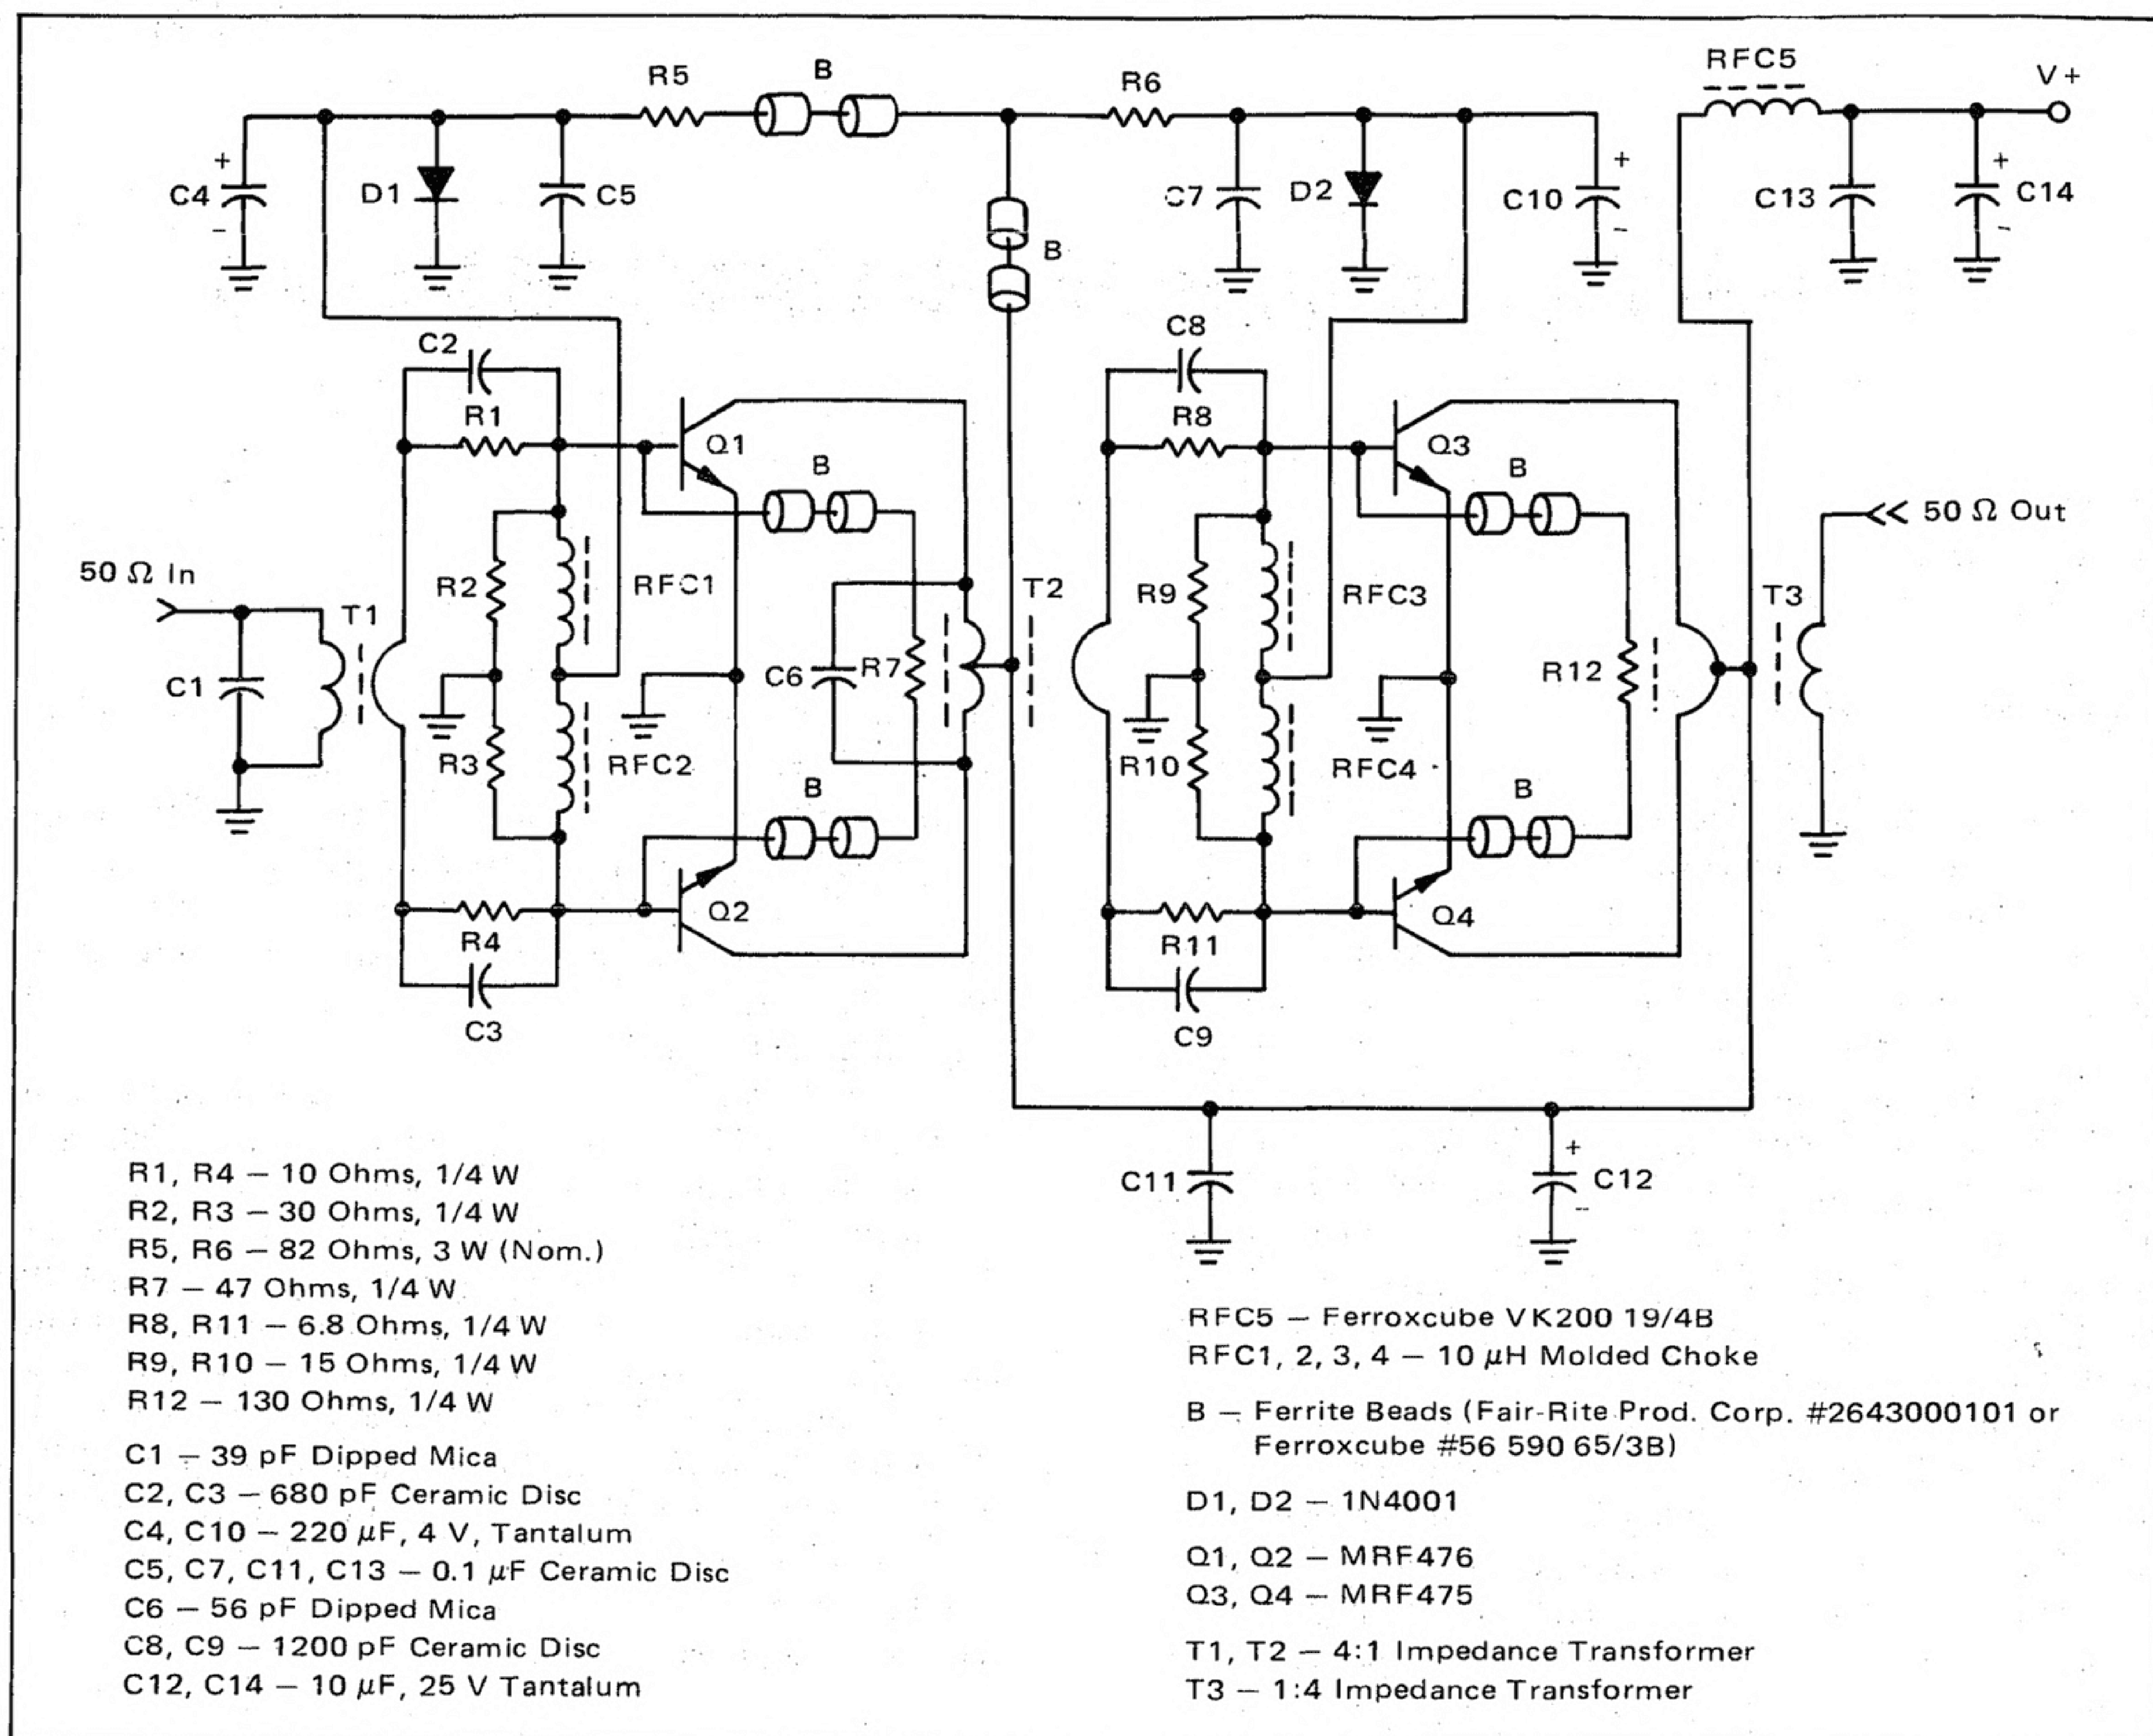 R5
B
R6
RFC5
V+
+
C4
−
D1
C5
B
C7
D2
+
C10
−
C13
+
C14
−
C2
R1
Q1
B
C8
R8
Q3
B
50 Ω Out
50 Ω In
C1
T1
R2
RFC1
R3
RFC2
C6
R7
T2
R9
RFC3
R10
RFC4
R12
T3
B
B
R4
Q2
C3
R11
Q4
C9
C11
+
C12
−
R1, R4 – 10 Ohms, 1/4 W
R2, R3 – 30 Ohms, 1/4 W
R5, R6 – 82 Ohms, 3 W (Nom.)
R7 – 47 Ohms, 1/4 W
R8, R11 – 6.8 Ohms, 1/4 W
R9, R10 – 15 Ohms, 1/4 W
R12 – 130 Ohms, 1/4 W
C1 – 39 pF Dipped Mica
C2, C3 – 680 pF Ceramic Disc
C4, C10 – 220 μF, 4 V, Tantalum
C5, C7, C11, C13 – 0.1 μF Ceramic Disc
C6 – 56 pF Dipped Mica
C8, C9 – 1200 pF Ceramic Disc
C12, C14 – 10 μF, 25 V Tantalum
RFC5 – Ferroxcube VK200 19/4B
RFC1, 2, 3, 4 – 10 μH Molded Choke
B – Ferrite Beads (Fair-Rite Prod. Corp. #2643000101 or
Ferroxcube #56 590 65/3B)
D1, D2 – 1N4001
Q1, Q2 – MRF476
Q3, Q4 – MRF475
T1, T2 – 4:1 Impedance Transformer
T3 – 1:4 Impedance Transformer